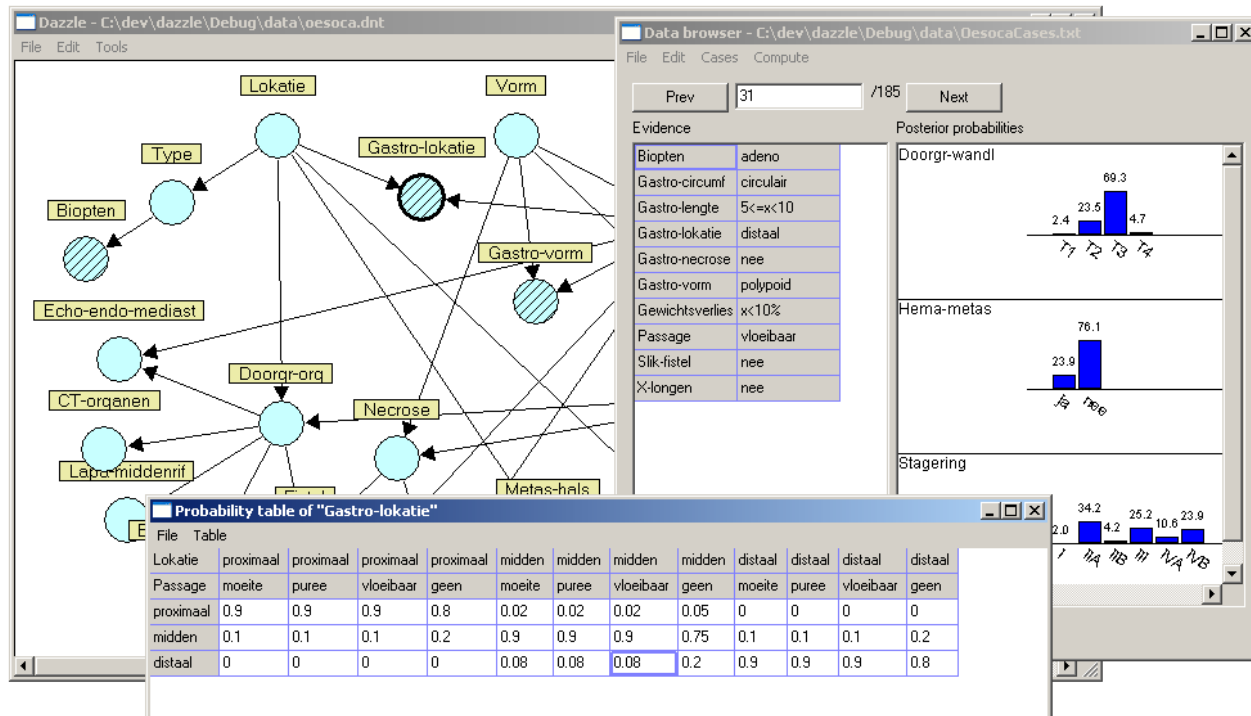 Dazzle - C:\dev\dazzle\Debug\data\oesoca.dnt
File Edit Tools
Lokatie
Vorm
Type
Gastro-lokatie
Biopten
Gastro-vorm
Echo-endo-mediast
Doorgr-org
CT-organen
Necrose
Lapa-middenrif
Metas-hals
Data browser - C:\dev\dazzle\Debug\data\OesocaCases.txt
File Edit Cases Compute
Prev 31 /185 Next
Evidence
Biopten adeno
Gastro-circumf circulair
Gastro-lengte 5<=x<10
Gastro-lokatie distaal
Gastro-necrose nee
Gastro-vorm polypoid
Gewichtsverlies x<10%
Passage vloeibaar
Slik-fistel nee
X-longen nee
Posterior probabilities
Doorgr-wandl
2.4 23.5 69.3 4.7
T1 T2 T3 T4
Hema-metas
23.9 76.1
ja nee
Stagering
2.0 34.2 4.2 25.2 10.6 23.9
I IIA IIB III IVA IVB
Probability table of "Gastro-lokatie"
File Table
Lokatie proximaal proximaal proximaal proximaal midden midden midden midden distaal distaal distaal distaal
Passage moeite puree vloeibaar geen moeite puree vloeibaar geen moeite puree vloeibaar geen
proximaal 0.9 0.9 0.9 0.8 0.02 0.02 0.02 0.05 0 0 0 0
midden 0.1 0.1 0.1 0.2 0.9 0.9 0.9 0.75 0.1 0.1 0.1 0.2
distaal 0 0 0 0 0.08 0.08 0.08 0.2 0.9 0.9 0.9 0.8